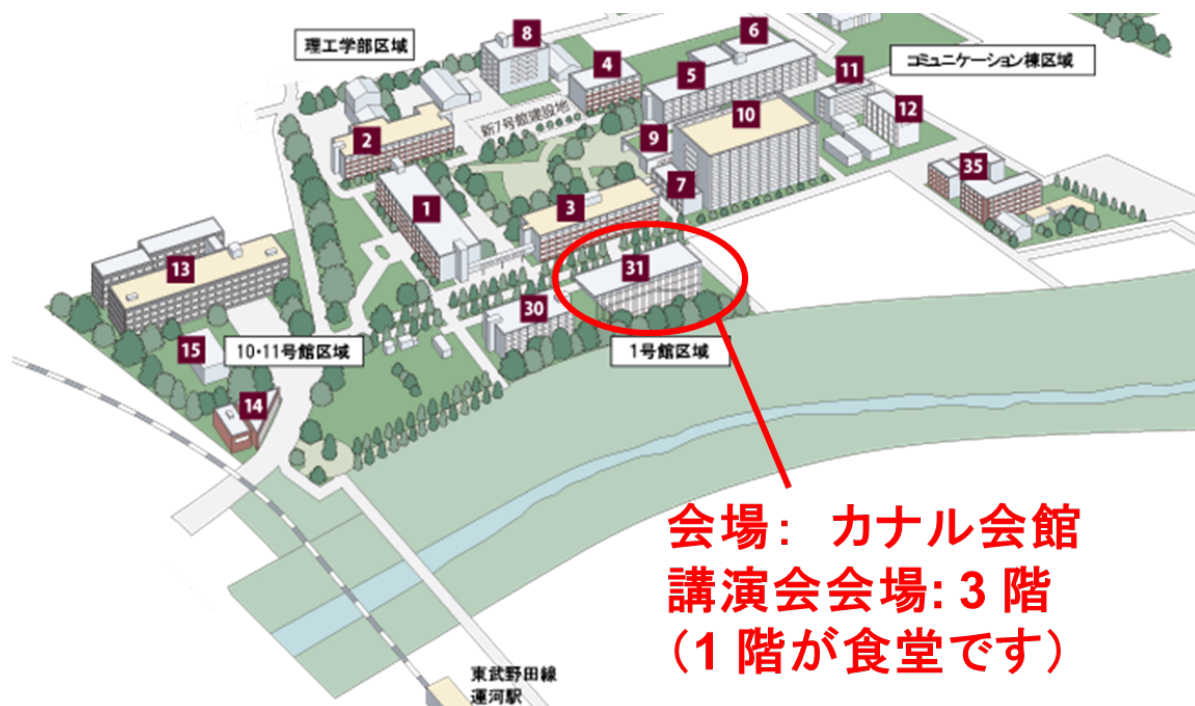 理工学部区域
8
6
4
5
コミュニケーション棟区域
11
12
新7号館建設地
10
2
9
35
7
1
3
13
31
30
15
10・11号館区域
1号館区域
14
会場： カナル会館
講演会会場: 3 階
（1 階が食堂です）
東武野田線
運河駅